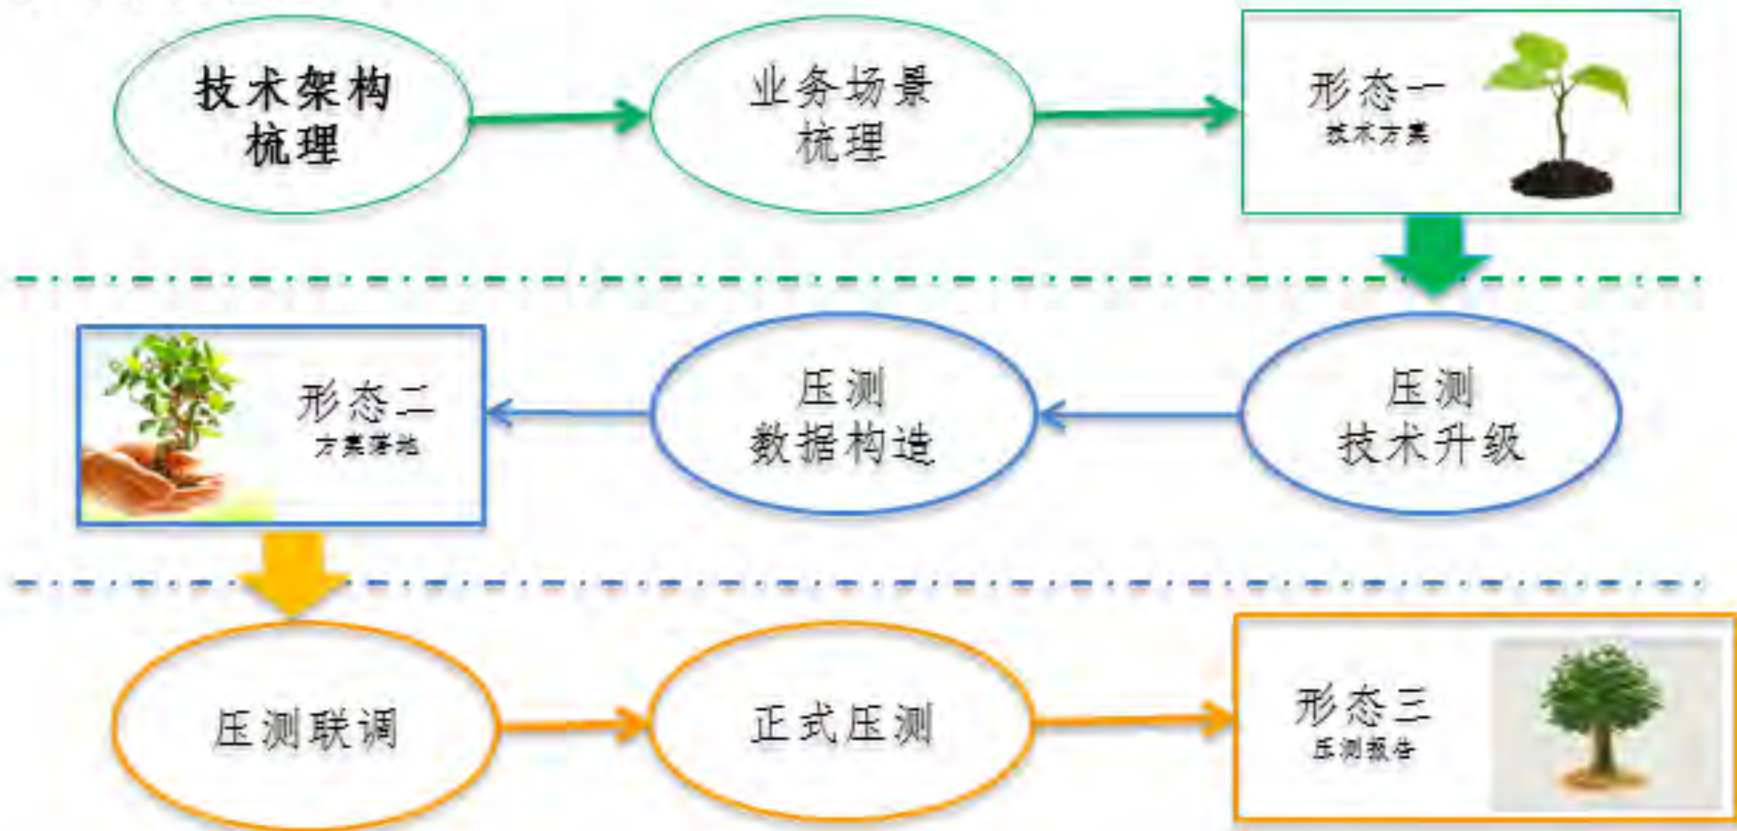 技术架构
梳理
业务场景
梳理
形态一
技术方案
形态二
方案落地
压测
数据构造
压测
技术升级
压测联调
正式压测
形态三
压测报告